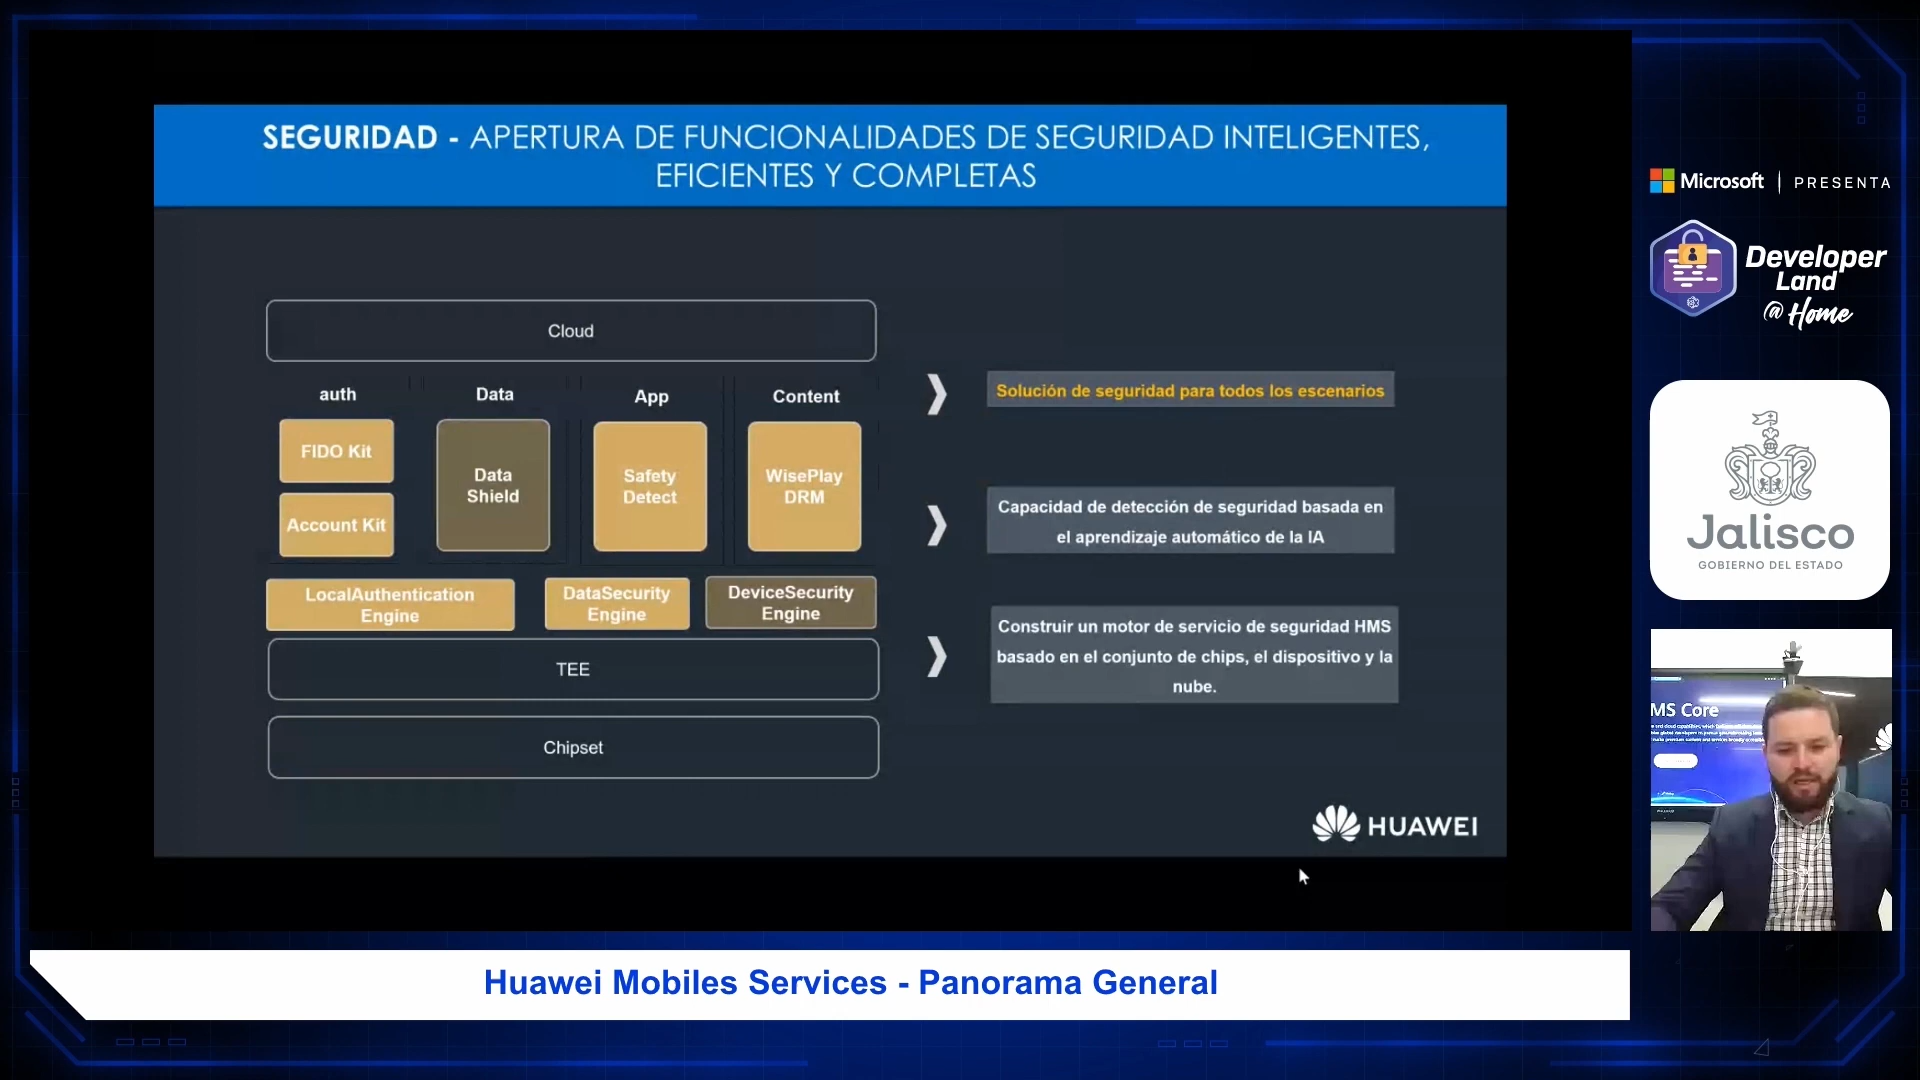 SEGURIDAD - APERTURA DE FUNCIONALIDADES DE SEGURIDAD INTELIGENTES,
EFICIENTES Y COMPLETAS
Cloud
auth
Data
App
Content
FIDO Kit
Account Kit
Data
Shield
Safety
Detect
WisePlay
DRM
LocalAuthentication
Engine
DataSecurity
Engine
DeviceSecurity
Engine
TEE
Chipset
Solución de seguridad para todos los escenarios
Capacidad de detección de seguridad basada en
el aprendizaje automático de la IA
Construir un motor de servicio de seguridad HMS
basado en el conjunto de chips, el dispositivo y la
nube.
HUAWEI
Microsoft | PRESENTA
Developer
Land
@Home
Jalisco
GOBIERNO DEL ESTADO
MS Core
Huawei Mobiles Services - Panorama General